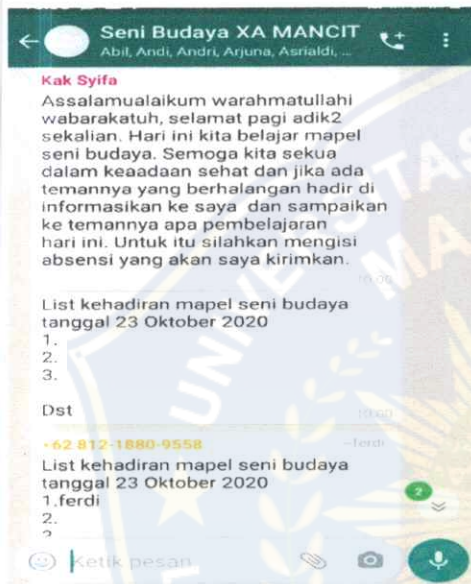 Seni Budaya XA MANCIT
Abil, Andi, Andri, Arjuna, Asrialdi, ...
Kak Syifa
Assalamualaikum warahmatullahi
wabarakatuh, selamat pagi adik2
sekalian. Hari ini kita belajar mapel
seni budaya. Semoga kita sekua
dalam keaadaan sehat dan jika ada
temannya yang berhalangan hadir di
informasikan ke saya dan sampaikan
ke temannya apa pembelajaran
hari ini. Untuk itu silahkan mengisi
absensi yang akan saya kirimkan.
10.00
List kehadiran mapel seni budaya
tanggal 23 Oktober 2020
1.
2.
3.
Dst
10.00
+62 812-1880-9558 ~ferdi
List kehadiran mapel seni budaya
tanggal 23 Oktober 2020
1.ferdi
2.
2
Ketik pesan